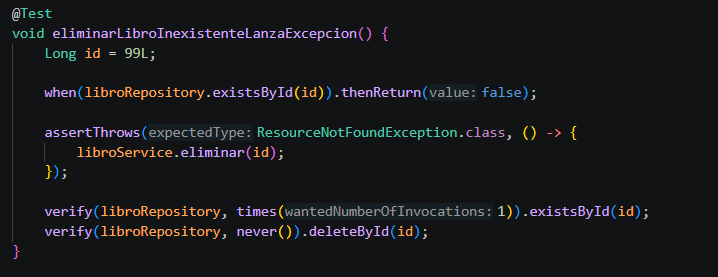 @Test
void eliminarLibroInexistenteLanzaExcepcion() {
    Long id = 99L;
    when(libroRepository.existsById(id)).thenReturn(value:false);
    assertThrows(expectedType:ResourceNotFoundException.class, () -> {
        libroService.eliminar(id);
    });
    verify(libroRepository, times(wantedNumberOfInvocations:1)).existsById(id);
    verify(libroRepository, never()).deleteById(id);
}